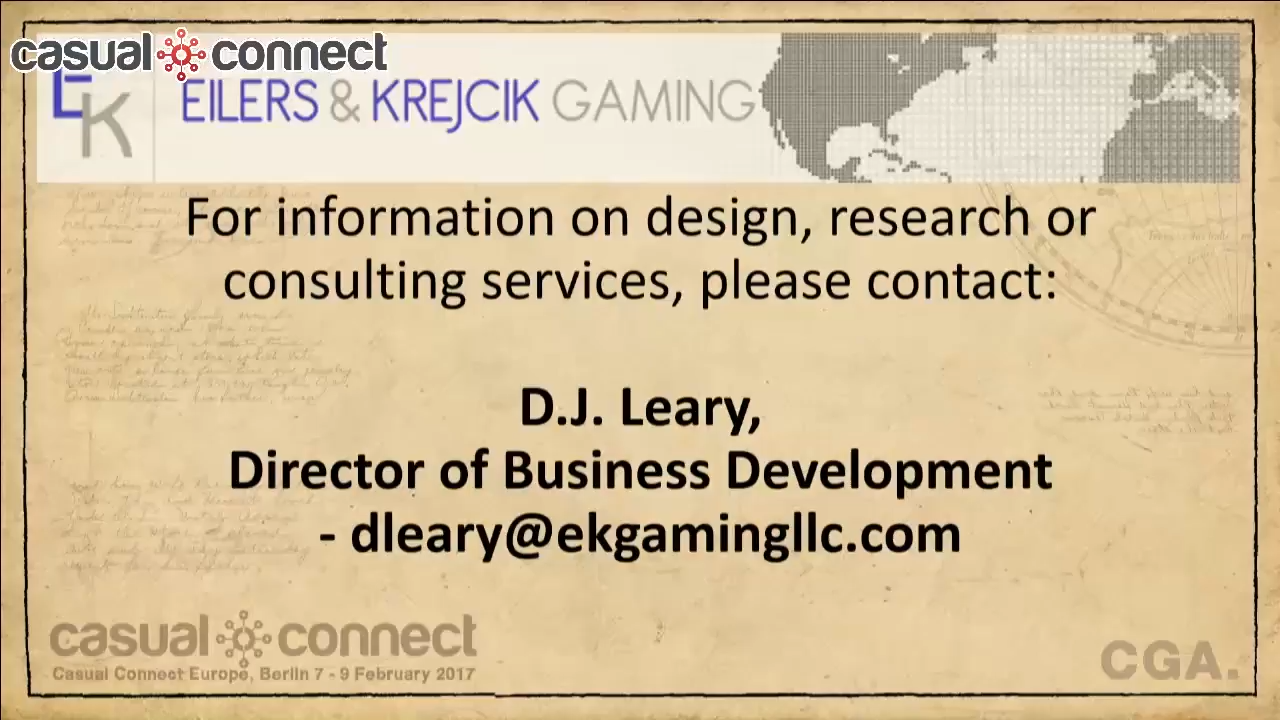 casual connect
EK
EILERS & KREJCIK GAMING
For information on design, research or
consulting services, please contact:
D.J. Leary,
Director of Business Development
- dleary@ekgamingllc.com
casual connect
Casual Connect Europe, Berlin 7 - 9 February 2017
CGA.